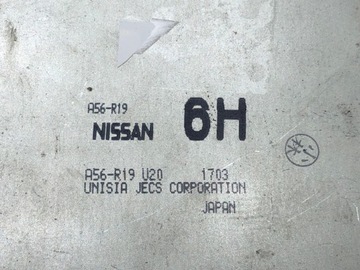 A56-R19
NISSAN 6H
A56-R19 U20 1703
UNISIA JECS CORPORATION
JAPAN